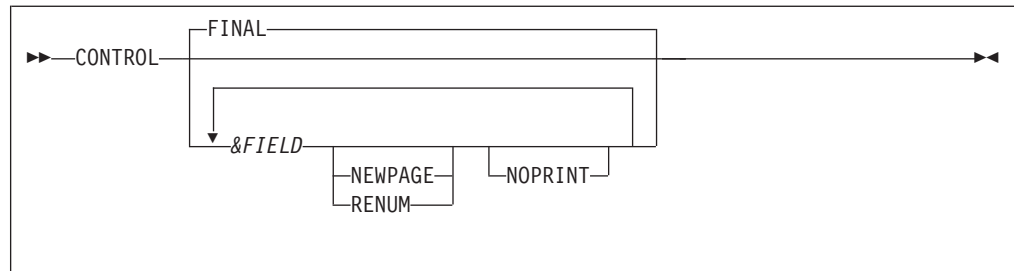 FINAL
CONTROL
&FIELD
NEWPAGE
NOPRINT
RENUM